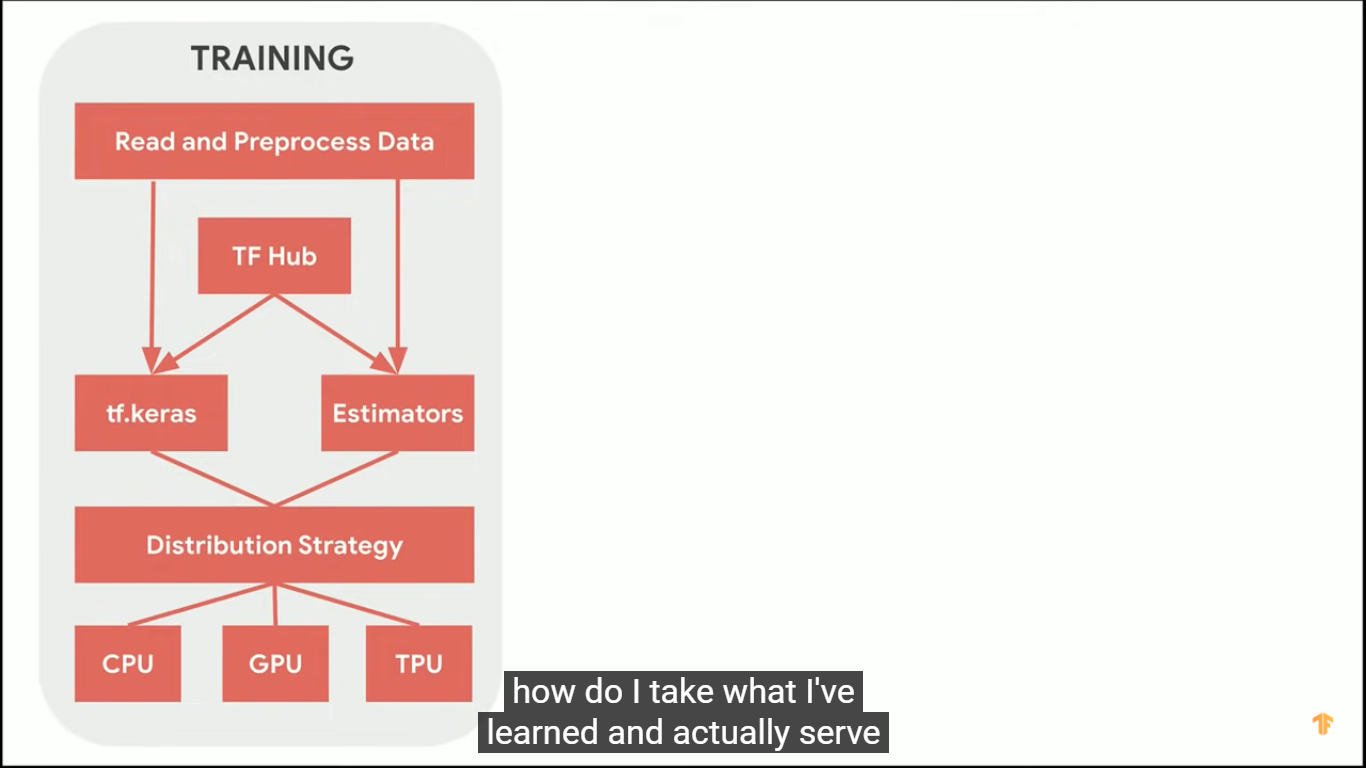 TRAINING
Read and Preprocess Data
TF Hub
tf.keras
Estimators
Distribution Strategy
CPU
GPU
TPU
how do I take what I've
learned and actually serve